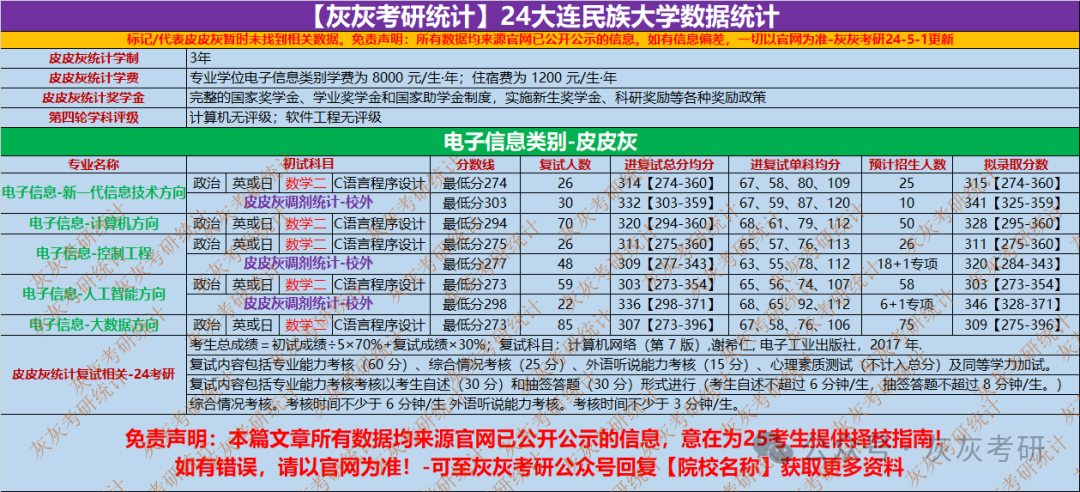 【灰灰考研统计】24大连民族大学数据统计
标记/代表皮皮灰暂时未找到相关数据。免责声明：所有数据均来源官网已公开公示的信息。如有信息偏差，一切以官网为准-灰灰考研24-5-1更新
皮皮灰统计学制 3年
皮皮灰统计学费 专业学位电子信息类别学费为 8000 元/生·年；住宿费为 1200 元/生·年
皮皮灰统计奖学金 完整的国家奖学金、学业奖学金和国家助学金制度，实施新生奖学金、科研奖励等各种奖励政策
第四轮学科评级 计算机无评级；软件工程无评级
电子信息类别-皮皮灰
专业名称 初试科目 分数线 复试人数 进复试总分均分 进复试单科均分 预计招生人数 拟录取分数
电子信息-新一代信息技术方向 政治 英或日 数学二 C语言程序设计 最低分274 26 314【274-360】 67、58、80、109 25 315【274-360】
皮皮灰调剂统计-校外 最低分303 30 332【303-359】 67、59、87、120 10 341【325-359】
电子信息-计算机方向 政治 英或日 数学二 C语言程序设计 最低分294 70 320【294-360】 68、61、79、112 50 328【295-360】
电子信息-控制工程 政治 英或日 数学二 C语言程序设计 最低分275 26 311【275-360】 65、57、76、113 26 311【275-360】
皮皮灰调剂统计-校外 最低分277 48 309【277-343】 63、55、78、112 18+1专项 320【284-343】
电子信息-人工智能方向 政治 英或日 数学二 C语言程序设计 最低分273 59 303【273-354】 65、56、74、107 58 303【273-354】
皮皮灰调剂统计-校外 最低分298 22 336【298-371】 68、65、92、112 6+1专项 346【328-371】
电子信息-大数据方向 政治 英或日 数学二 C语言程序设计 最低分273 85 307【273-396】 67、58、76、106 75 309【275-396】
皮皮灰统计复试相关-24考研
考生总成绩＝初试成绩÷5×70%+复试成绩×30%；复试科目：计算机网络（第 7 版）,谢希仁, 电子工业出版社，2017 年.
复试内容包括专业能力考核（60 分）、综合情况考核（25 分）、外语听说能力考核（15 分）、心理素质测试（不计入总分）及同等学力加试。
复试内容包括专业能力考核考核以考生自述（30 分）和抽签答题（30 分）形式进行（考生自述不超过 6 分钟/生，抽签答题不超过 8 分钟/生。）
综合情况考核。考核时间不少于 6 分钟/生 外语听说能力考核。考核时间不少于 3 分钟/生。
免责声明：本篇文章所有数据均来源官网已公开公示的信息，意在为25考生提供择校指南！
如有错误，请以官网为准！-可至灰灰考研公众号回复【院校名称】获取更多资料
公众号 · 灰灰考研
灰灰考研统计